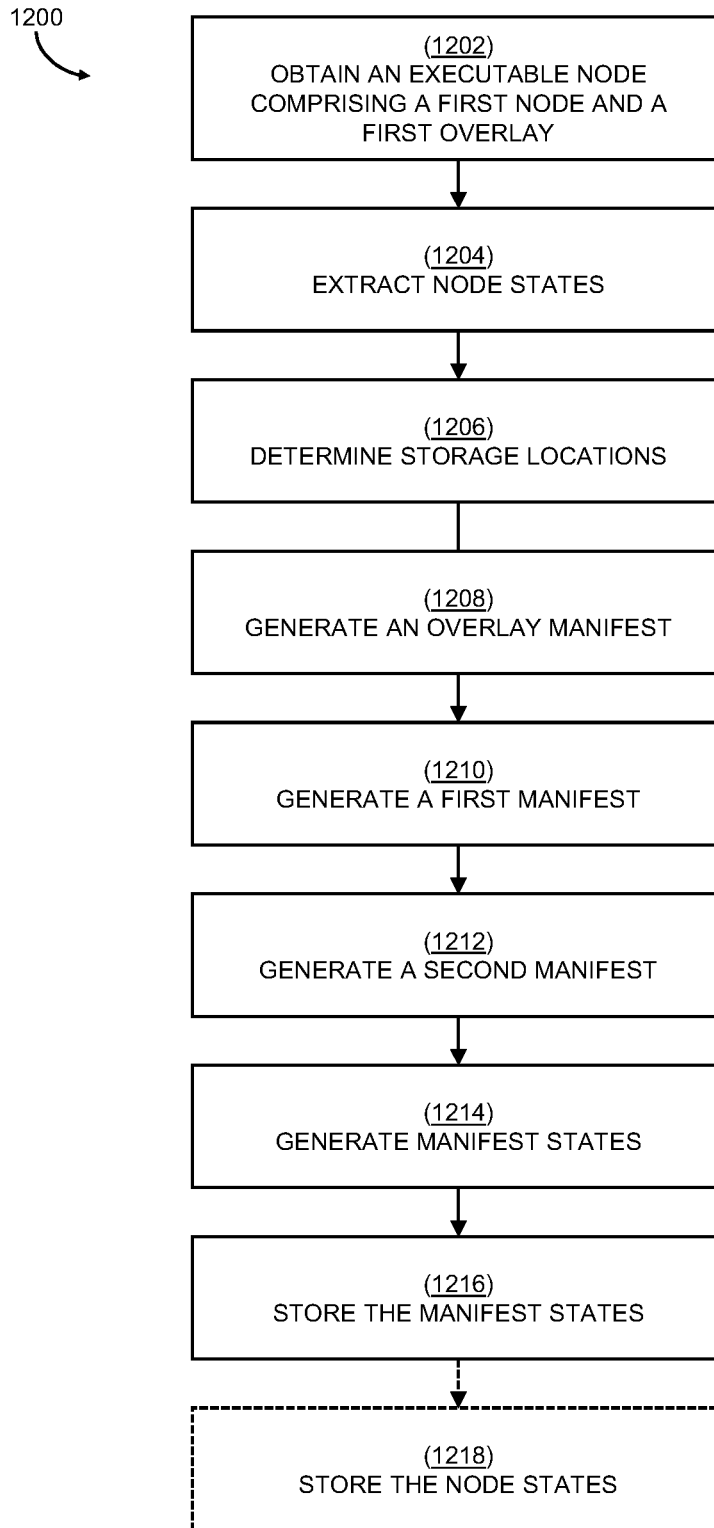 1200
(1202)
OBTAIN AN EXECUTABLE NODE
COMPRISING A FIRST NODE AND A
FIRST OVERLAY
(1204)
EXTRACT NODE STATES
(1206)
DETERMINE STORAGE LOCATIONS
(1208)
GENERATE AN OVERLAY MANIFEST
(1210)
GENERATE A FIRST MANIFEST
(1212)
GENERATE A SECOND MANIFEST
(1214)
GENERATE MANIFEST STATES
(1216)
STORE THE MANIFEST STATES
(1218)
STORE THE NODE STATES